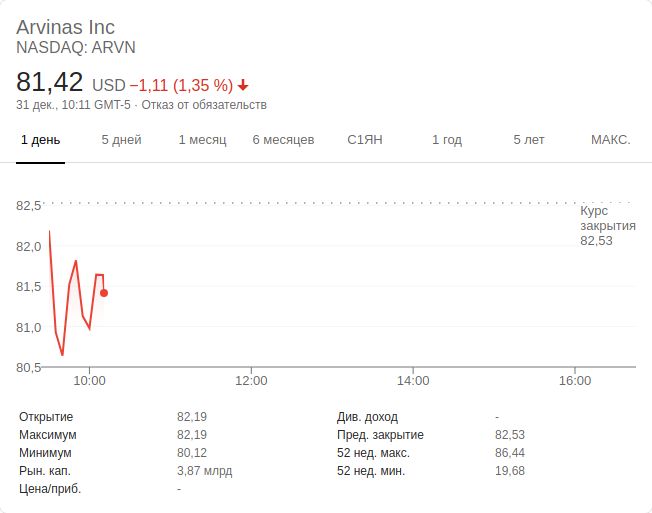 Arvinas Inc
NASDAQ: ARVN
81,42 USD −1,11 (1,35 %)
31 дек., 10:11 GMT-5 · Отказ от обязательств
1 день 5 дней 1 месяц 6 месяцев С1ЯН 1 год 5 лет МАКС.
82,5
Курс
закрытия
82,53
82,0
81,5
81,0
80,5
10:00 12:00 14:00 16:00
Открытие 82,19 Див. доход -
Максимум 82,19 Пред. закрытие 82,53
Минимум 80,12 52 нед. макс. 86,44
Рын. кап. 3,87 млрд 52 нед. мин. 19,68
Цена/приб. -